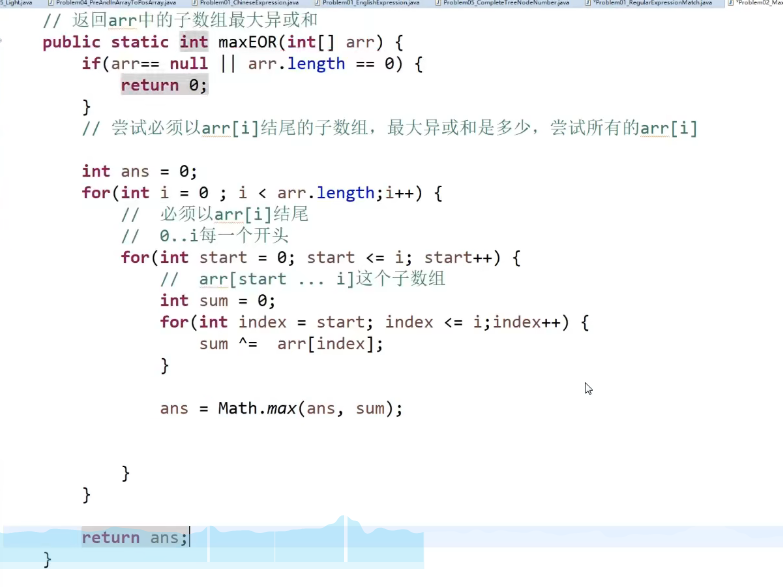 5_Light.java Problem04_PreAndInArrayToPosArray.java Problem01_ChineseExpression.java Problem01_EnglishExpression.java Problem05_CompleteTreeNodeNumber.java *Problem01_RegularExpressionMatch.java *Problem02_Ma
// 返回arr中的子数组最大异或和
public static int maxEOR(int[] arr) {
if(arr== null || arr.length == 0) {
return 0;
}
// 尝试必须以arr[i]结尾的子数组，最大异或和是多少，尝试所有的arr[i]
int ans = 0;
for(int i = 0 ; i < arr.length;i++) {
// 必须以arr[i]结尾
// 0..i每一个开头
for(int start = 0; start <= i; start++) {
// arr[start ... i]这个子数组
int sum = 0;
for(int index = start; index <= i;index++) {
sum ^= arr[index];
}
ans = Math.max(ans, sum);
}
}
return ans;
}